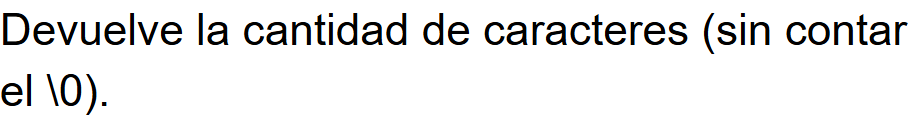 Devuelve la cantidad de caracteres (sin contar
el \0).